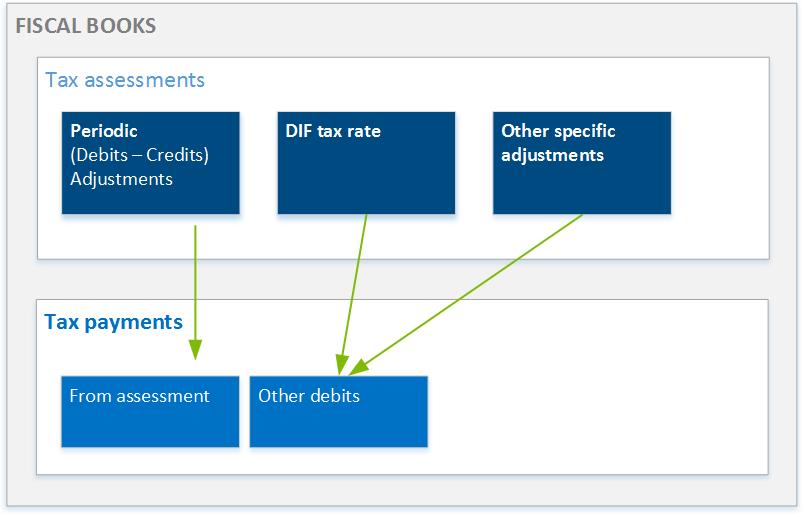 FISCAL BOOKS
Tax assessments
Periodic
(Debits – Credits)
Adjustments
DIF tax rate
Other specific
adjustments
Tax payments
From assessment
Other debits